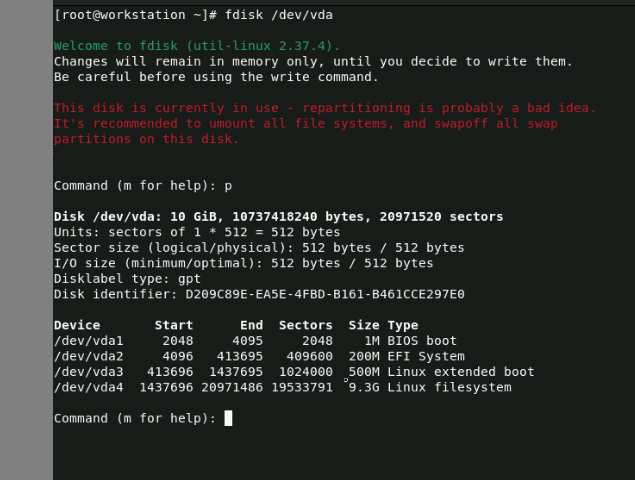 [root@workstation ~]# fdisk /dev/vda
Welcome to fdisk (util-linux 2.37.4).
Changes will remain in memory only, until you decide to write them.
Be careful before using the write command.
This disk is currently in use - repartitioning is probably a bad idea.
It's recommended to umount all file systems, and swapoff all swap
partitions on this disk.
Command (m for help): p
Disk /dev/vda: 10 GiB, 10737418240 bytes, 20971520 sectors
Units: sectors of 1 * 512 = 512 bytes
Sector size (logical/physical): 512 bytes / 512 bytes
I/O size (minimum/optimal): 512 bytes / 512 bytes
Disklabel type: gpt
Disk identifier: D209C89E-EA5E-4FBD-B161-B461CCE297E0
Device       Start      End  Sectors  Size Type
/dev/vda1     2048     4095     2048    1M BIOS boot
/dev/vda2     4096   413695   409600  200M EFI System
/dev/vda3   413696  1437695  1024000  500M Linux extended boot
/dev/vda4  1437696 20971486 19533791  9.3G Linux filesystem
Command (m for help):